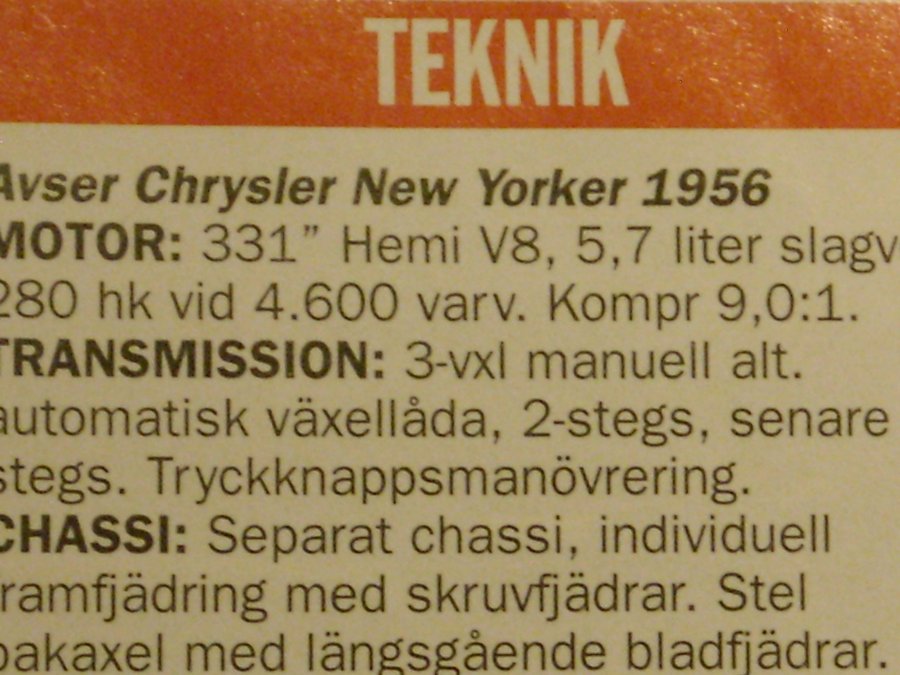 TEKNIK
Avser Chrysler New Yorker 1956
MOTOR: 331” Hemi V8, 5,7 liter slagv
280 hk vid 4.600 varv. Kompr 9,0:1.
TRANSMISSION: 3-vxl manuell alt.
automatisk växellåda, 2-stegs, senare
stegs. Tryckknappsmanövrering.
CHASSI: Separat chassi, individuell
framfjädring med skruvfjädrar. Stel
bakaxel med längsgående bladfjädrar.